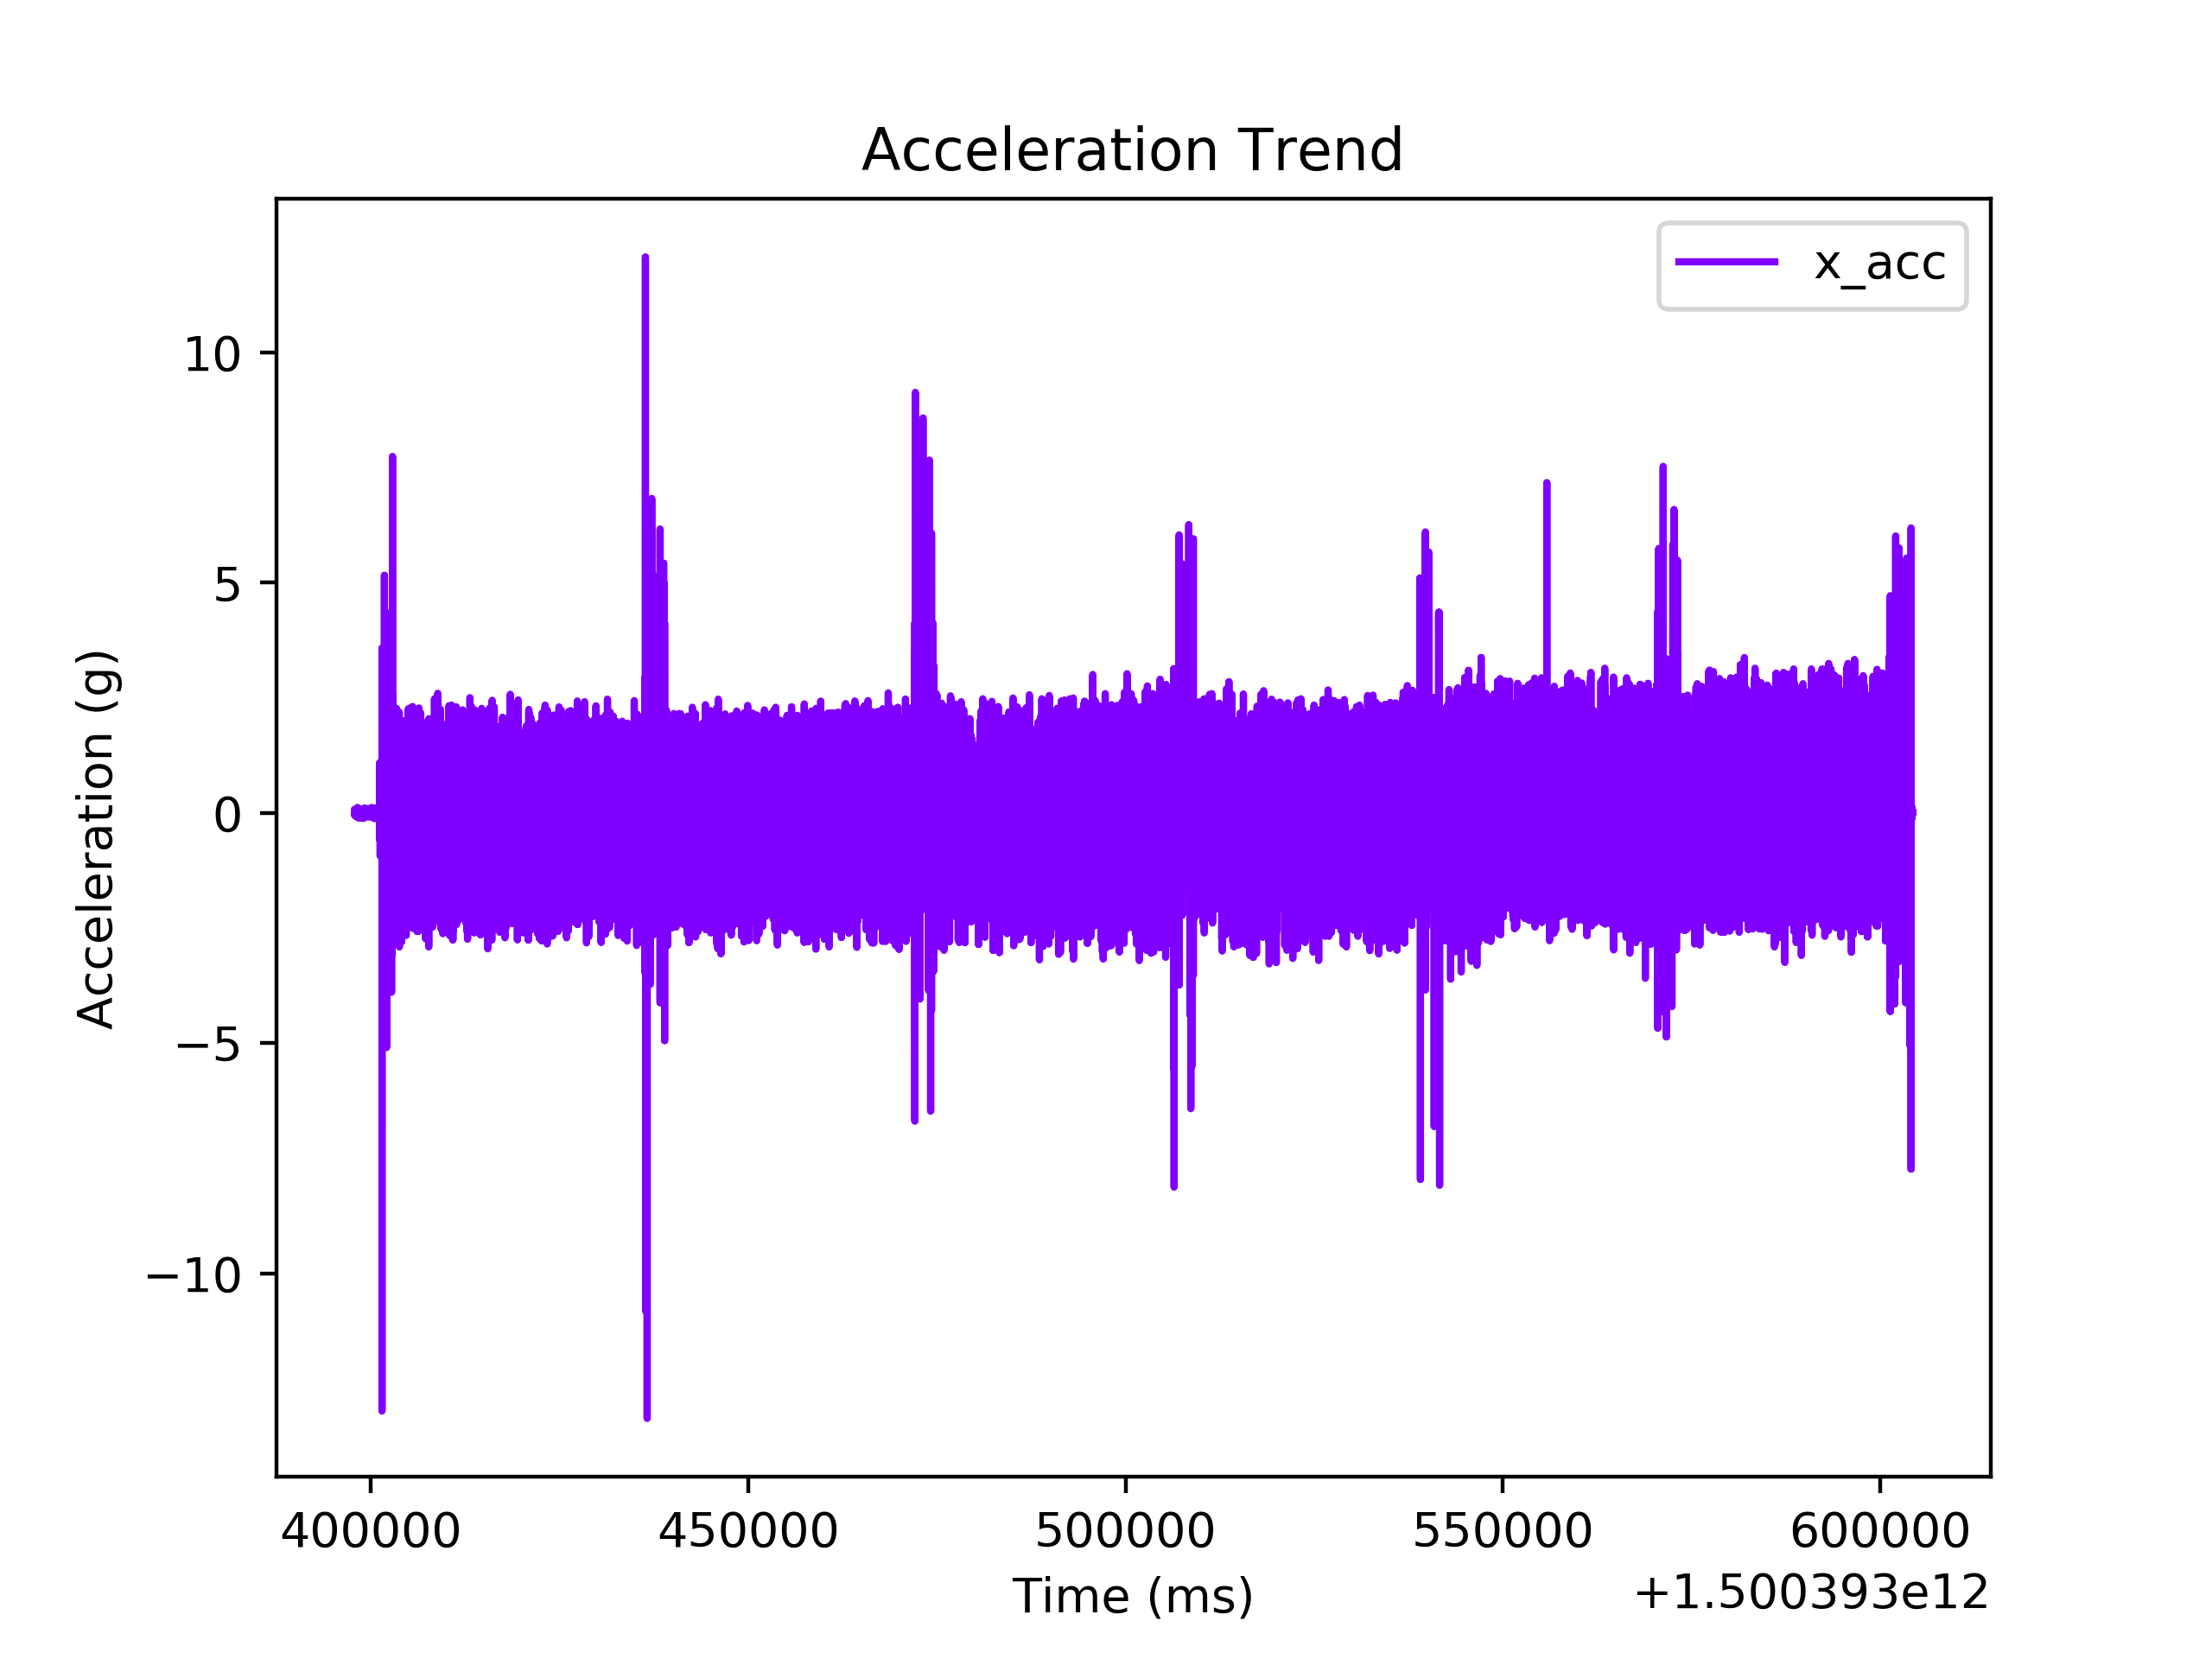 Acceleration Trend
x_acc
10
5
0
−5
−10
Acceleration (g)
400000 450000 500000 550000 600000
Time (ms)
+1.500393e12